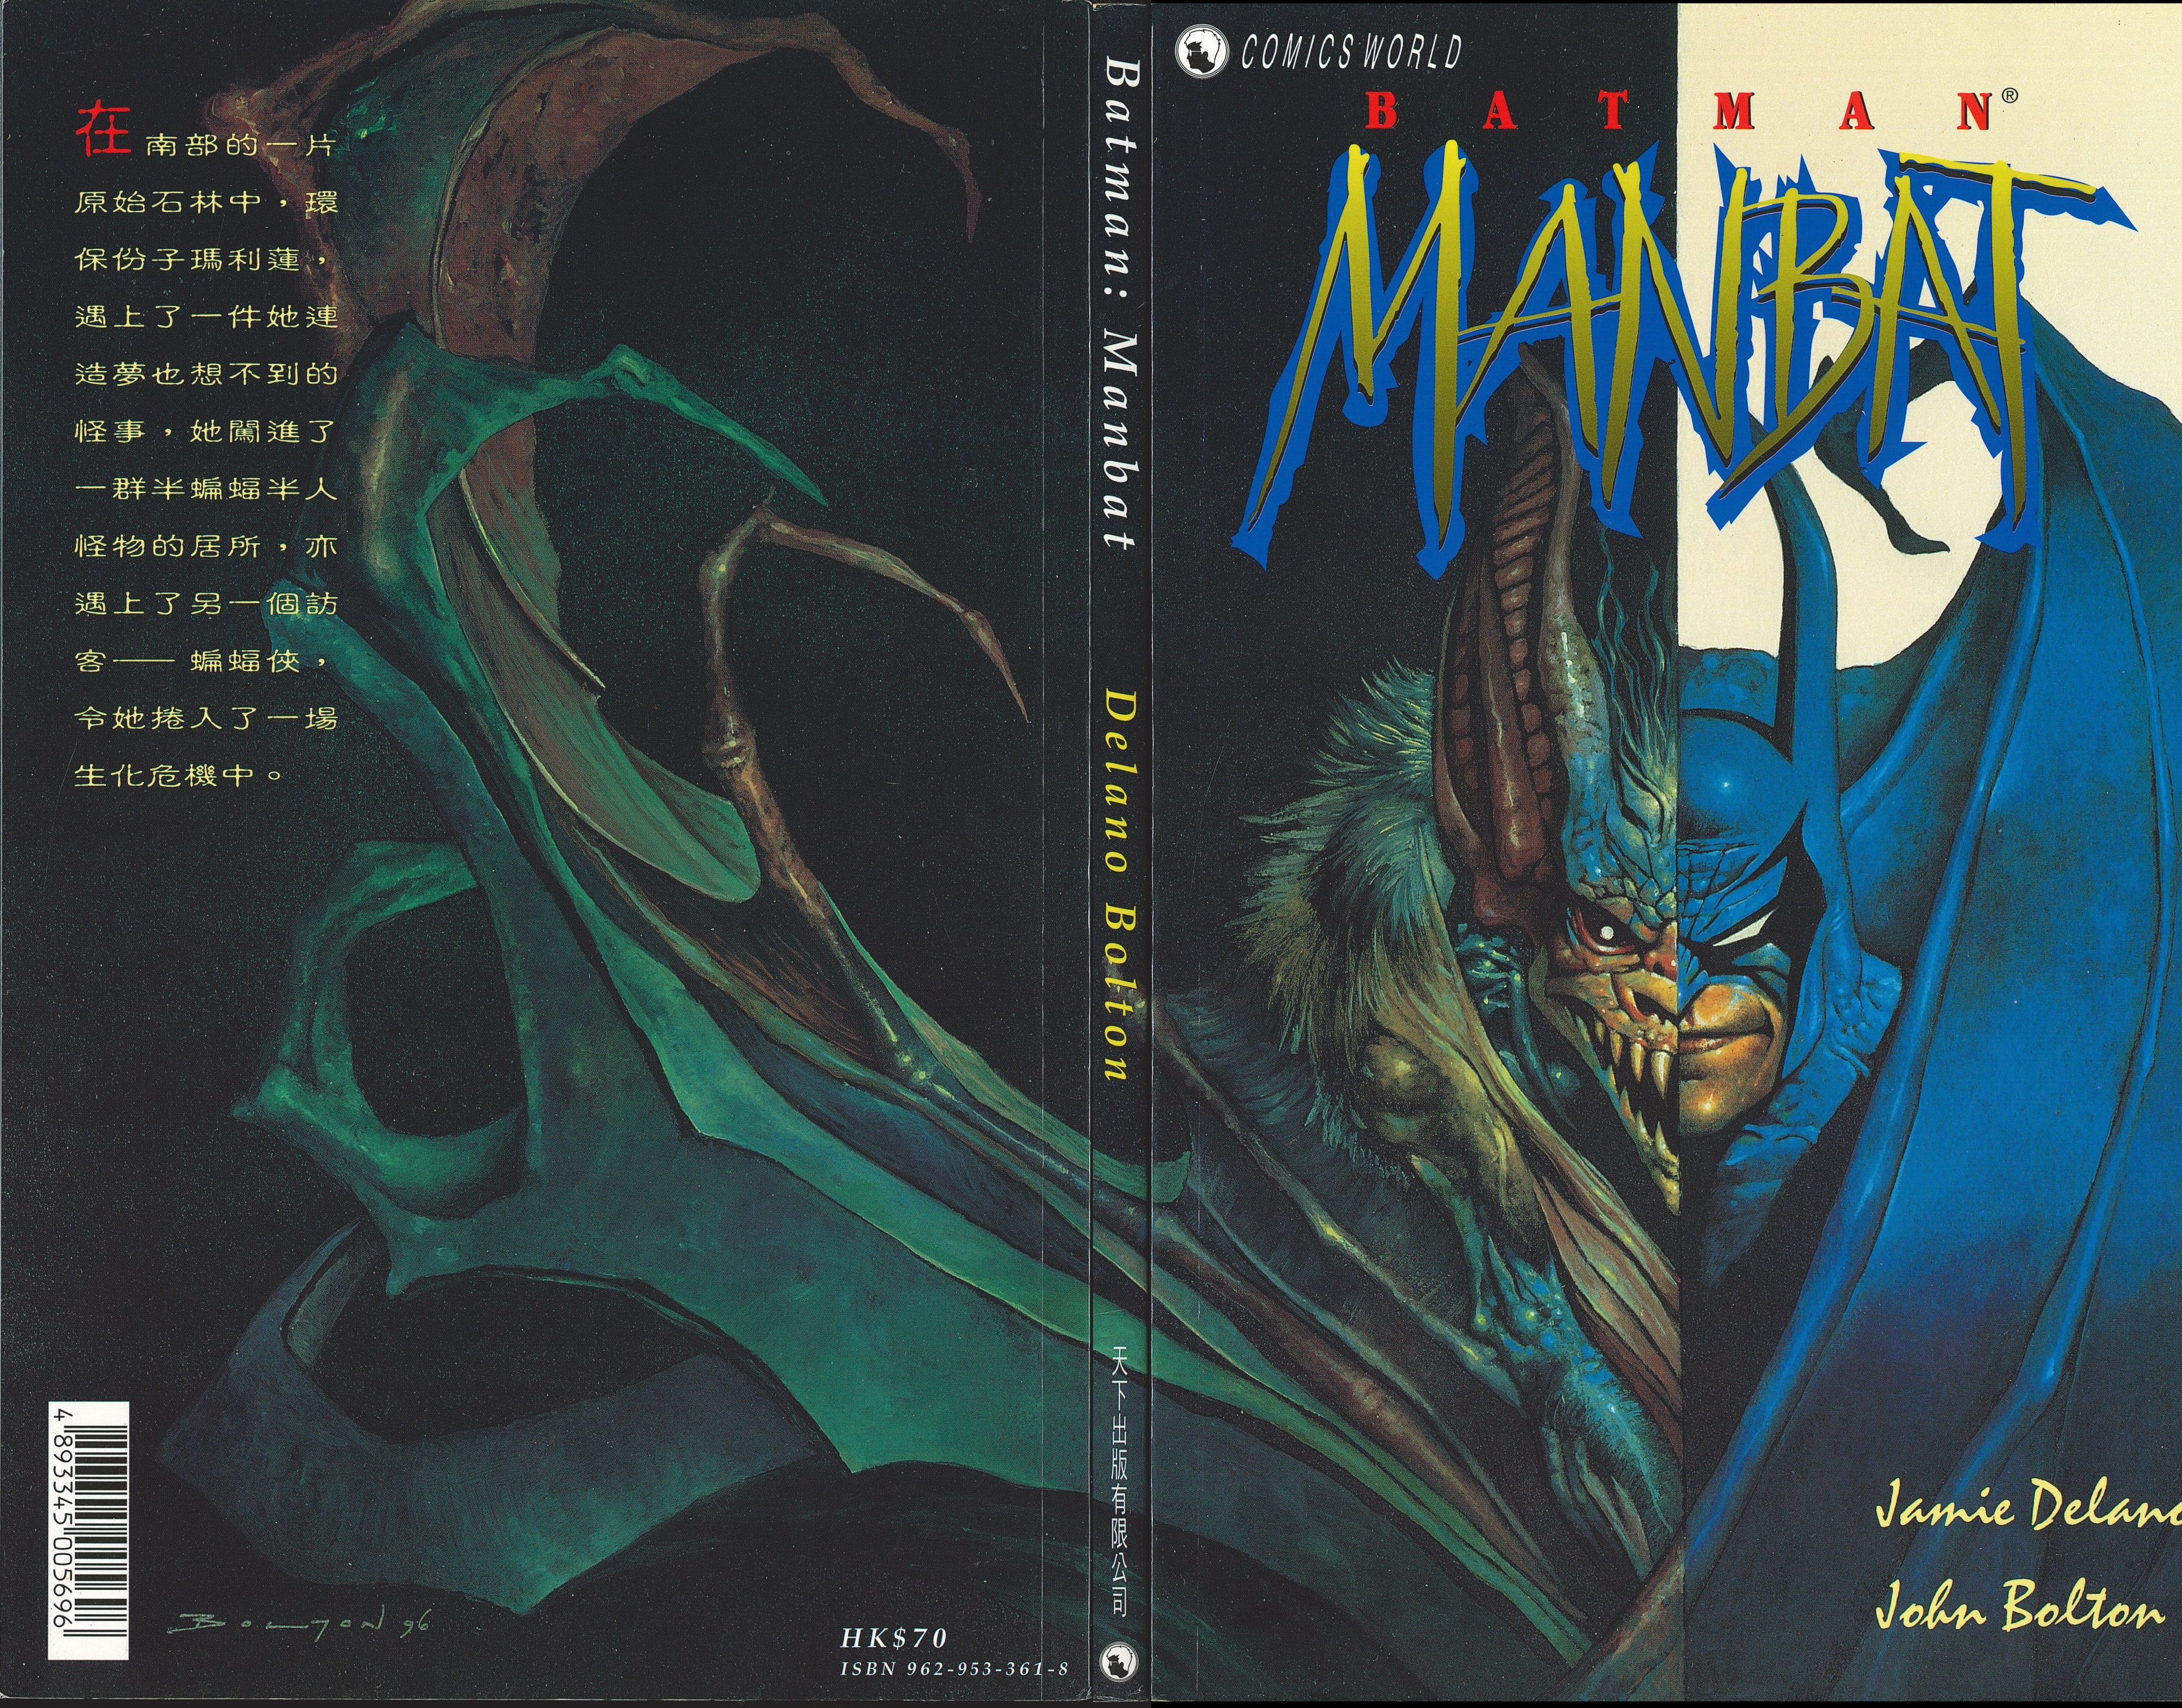 在南部的一片
原始石林中，環
保份子瑪利蓮，
遇上了一件她連
造夢也想不到的
怪事，她闖進了
一群半蝙蝠半人
怪物的居所，亦
遇上了另一個訪
客——蝙蝠俠，
令她捲入了一場
生化危機中。
4 893345 005696
BOLTON 96
HK$70
ISBN 962-953-361-8
Batman: Manbat
Delano Bolton
天下出版有限公司
COMICSWORLD
BATMAN®
MANBAT
Jamie Delano
John Bolton